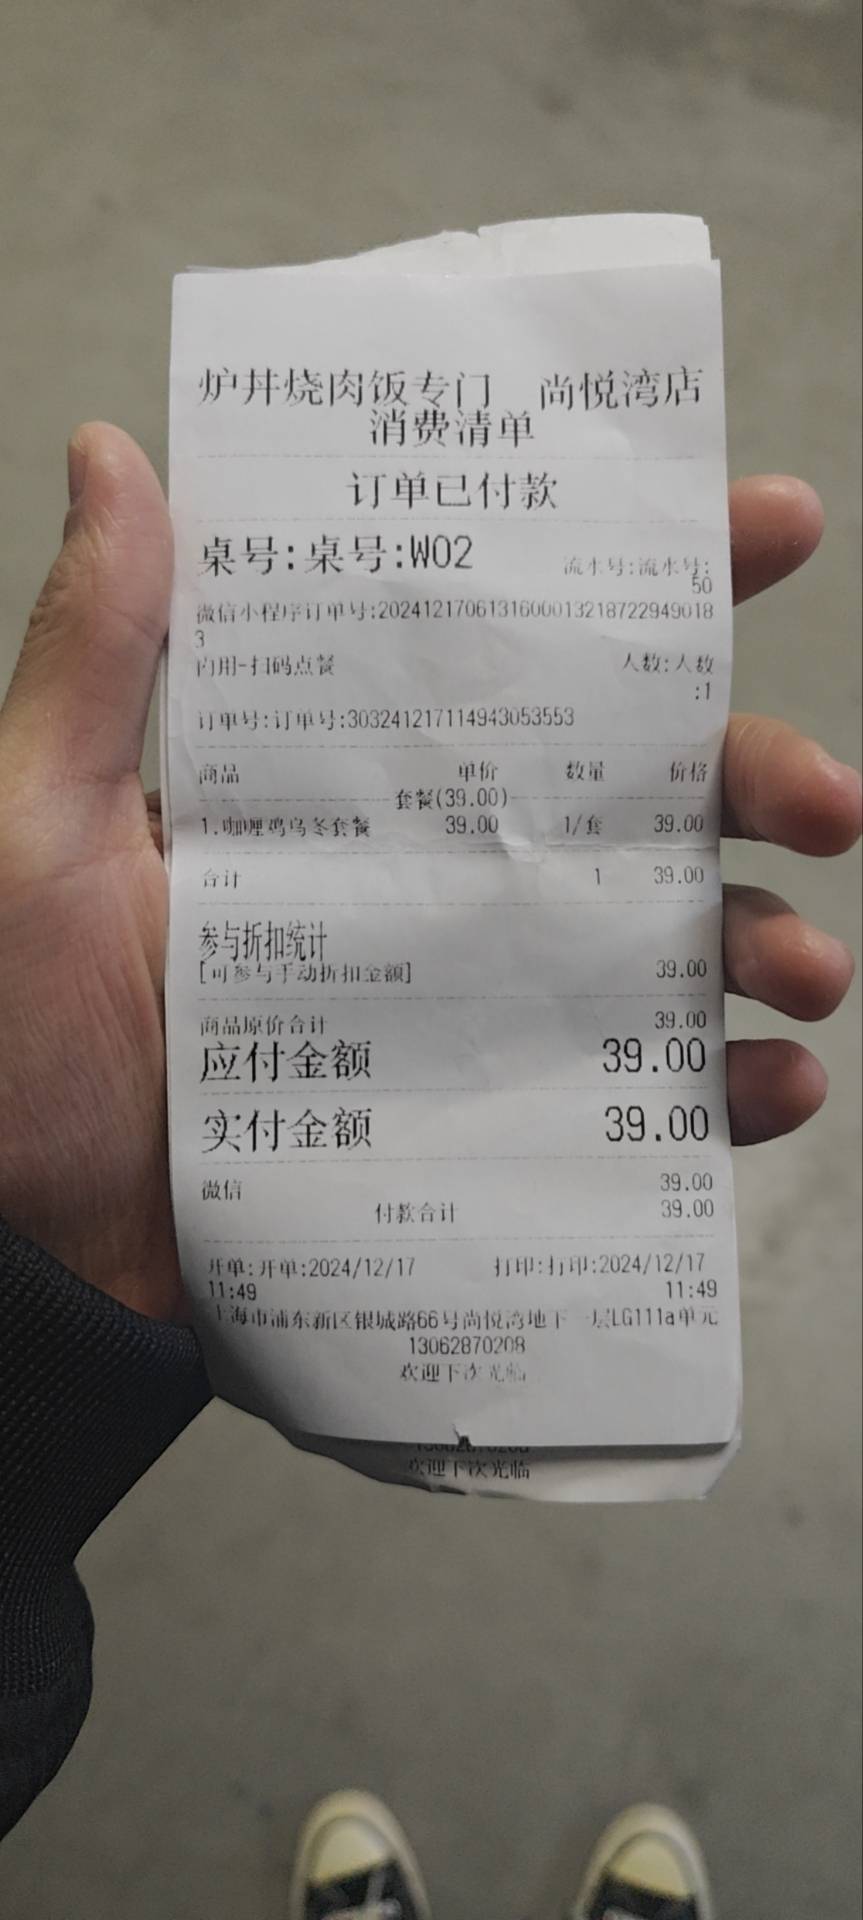 炉丼烧肉饭专门 尚悦湾店
消费清单
订单已付款
桌号:桌号:W02 流水号:流水号:
50
微信小程序订单号:2024121706131600013218722949018
3
内用-扫码点餐 人数:人数
:1
订单号:订单号:303241217114943053553
商品 单价 数量 价格
套餐(39.00)
1.咖喱鸡乌冬套餐 39.00 1/套 39.00
合计 1 39.00
参与折扣统计
[可参与手动折扣金额] 39.00
商品原价合计 39.00
应付金额 39.00
实付金额 39.00
微信 39.00
付款合计 39.00
开单:开单:2024/12/17 打印:打印:2024/12/17
11:49 11:49
上海市浦东新区银城路66号尚悦湾地下一层LG111a单元
13062870208
欢迎下次光临
13062870208
欢迎下次光临